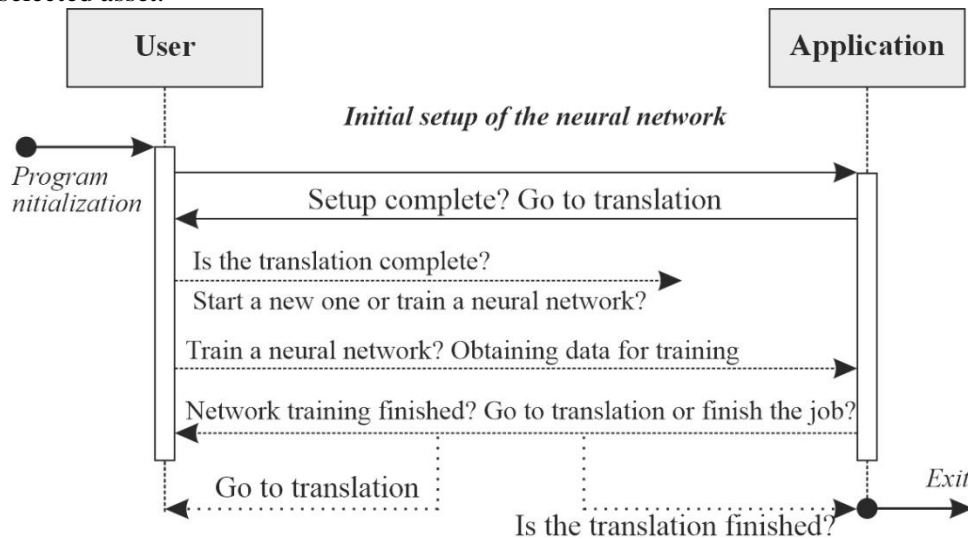 selected asset.
User
Application
Initial setup of the neural network
Program
nitialization
Setup complete? Go to translation
Is the translation complete?
Start a new one or train a neural network?
Train a neural network? Obtaining data for training
Network training finished? Go to translation or finish the job?
Go to translation
Exit
Is the translation finished?